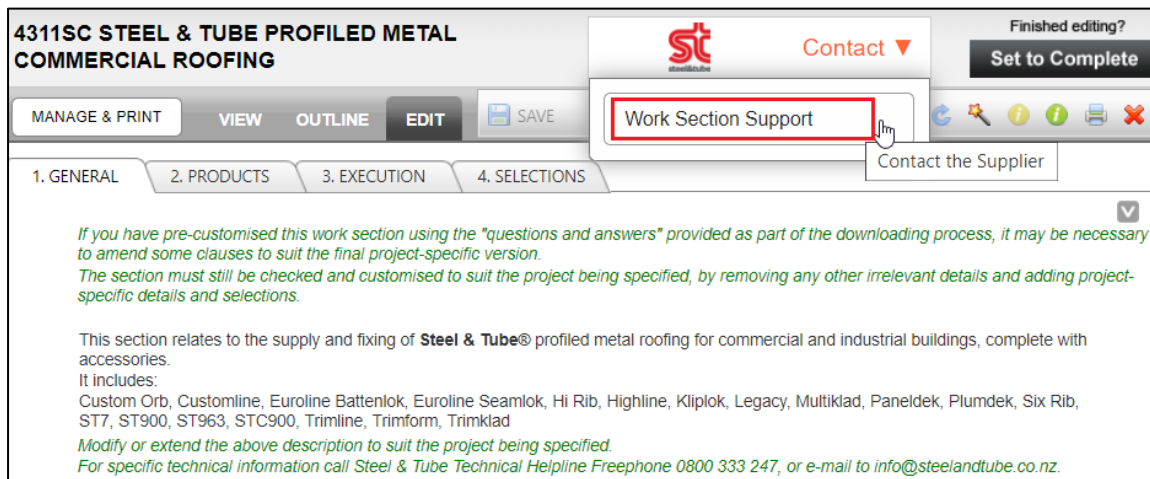 4311SC STEEL & TUBE PROFILED METAL
COMMERCIAL ROOFING
st
steel&tube
Contact ▼
Finished editing?
Set to Complete
MANAGE & PRINT
VIEW
OUTLINE
EDIT
SAVE
Work Section Support
Contact the Supplier
1. GENERAL
2. PRODUCTS
3. EXECUTION
4. SELECTIONS
If you have pre-customised this work section using the "questions and answers" provided as part of the downloading process, it may be necessary
to amend some clauses to suit the final project-specific version.
The section must still be checked and customised to suit the project being specified, by removing any other irrelevant details and adding project-
specific details and selections.
This section relates to the supply and fixing of Steel & Tube® profiled metal roofing for commercial and industrial buildings, complete with
accessories.
It includes:
Custom Orb, Customline, Euroline Battenlok, Euroline Seamlok, Hi Rib, Highline, Kliplok, Legacy, Multiklad, Paneldek, Plumdek, Six Rib,
ST7, ST900, ST963, STC900, Trimline, Trimform, Trimklad
Modify or extend the above description to suit the project being specified.
For specific technical information call Steel & Tube Technical Helpline Freephone 0800 333 247, or e-mail to info@steelandtube.co.nz.